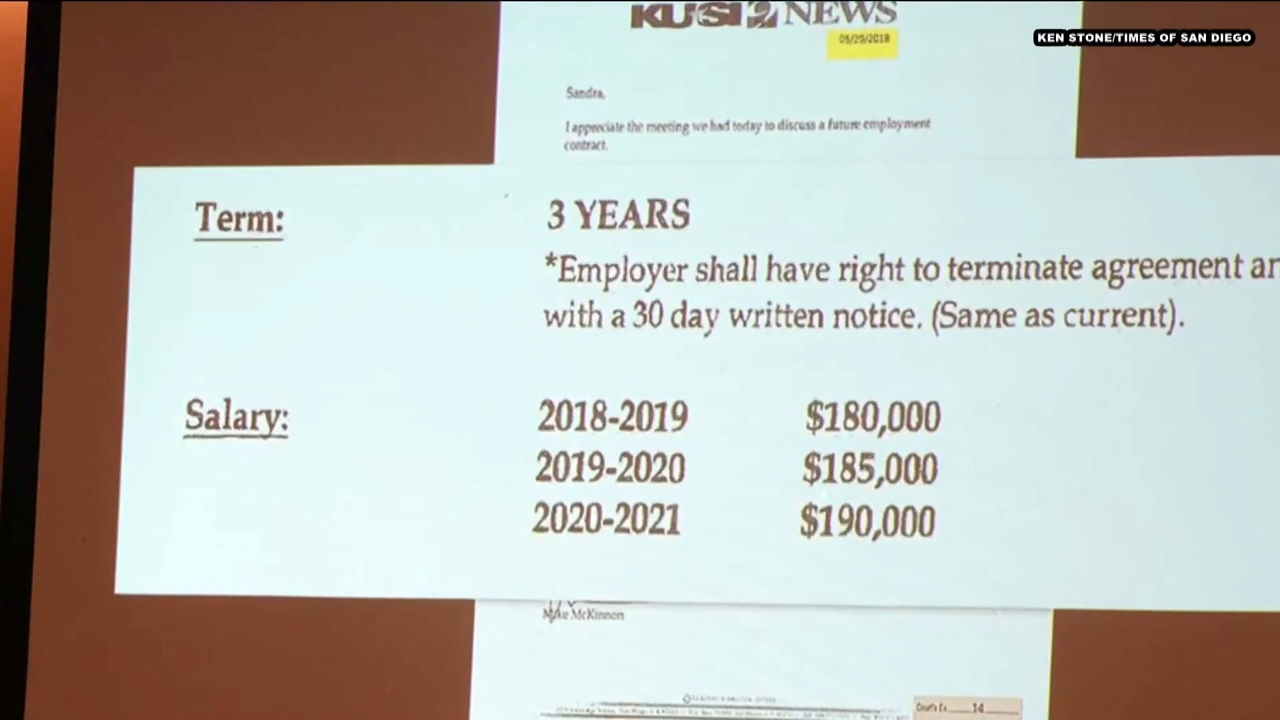 KUSI 2 NEWS
KEN STONE/TIMES OF SAN DIEGO
05/29/2018
Sandra,
I appreciate the meeting we had today to discuss a future employment
contract.
Term:
3 YEARS
*Employer shall have right to terminate agreement
with a 30 day written notice. (Same as current).
Salary:
2018-2019 $180,000
2019-2020 $185,000
2020-2021 $190,000
Mike McKinnon
Court's Ex. 14